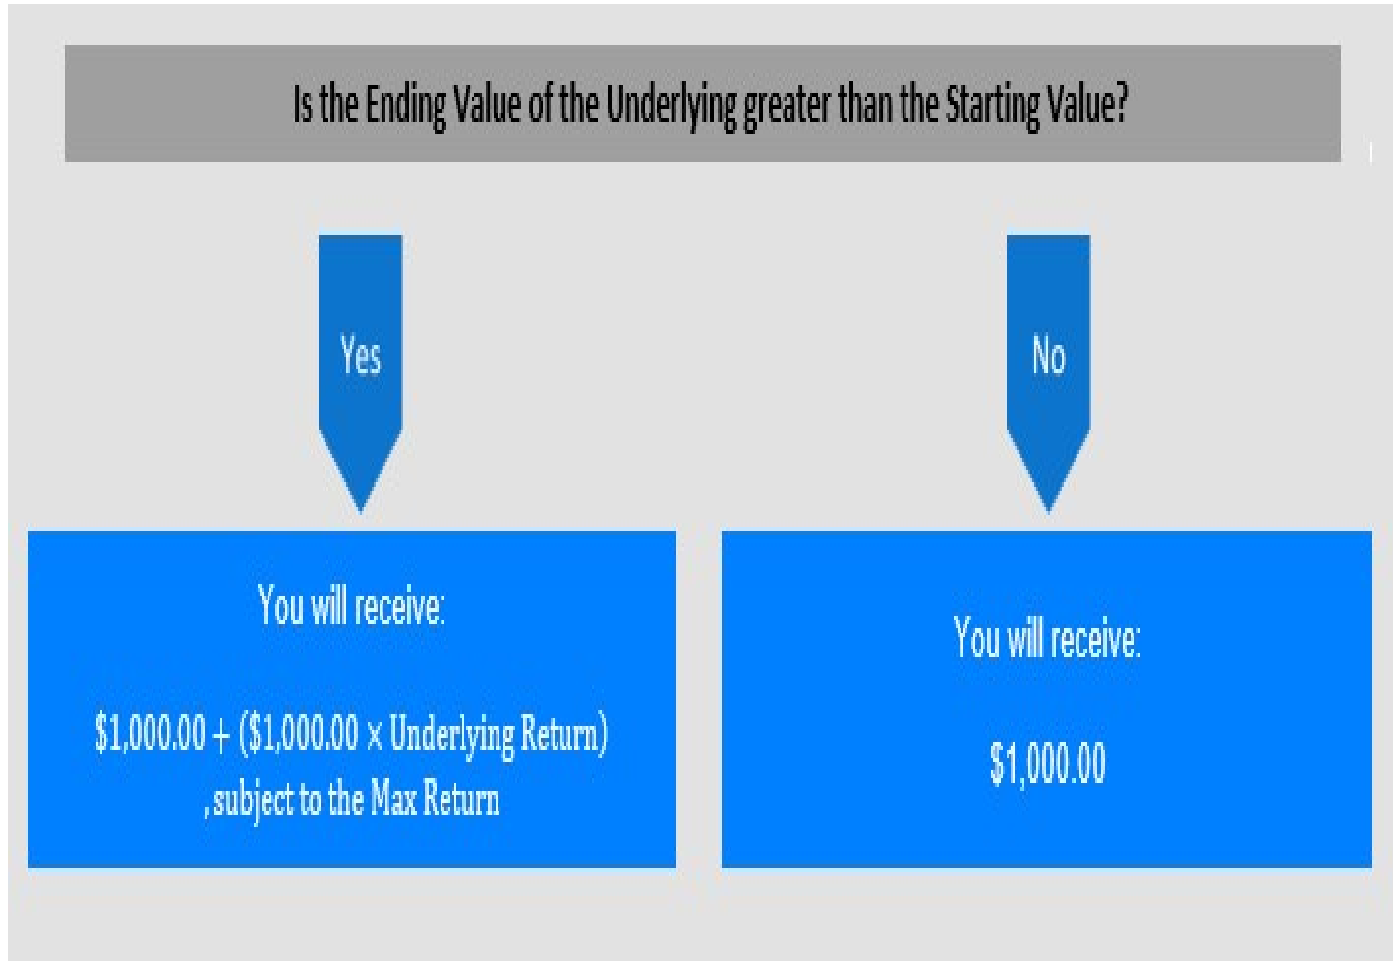 Is the Ending Value of the Underlying greater than the Starting Value?
Yes
No
You will receive:
$1,000.00 + ($1,000.00 × Underlying Return)
, subject to the Max Return
You will receive:
$1,000.00